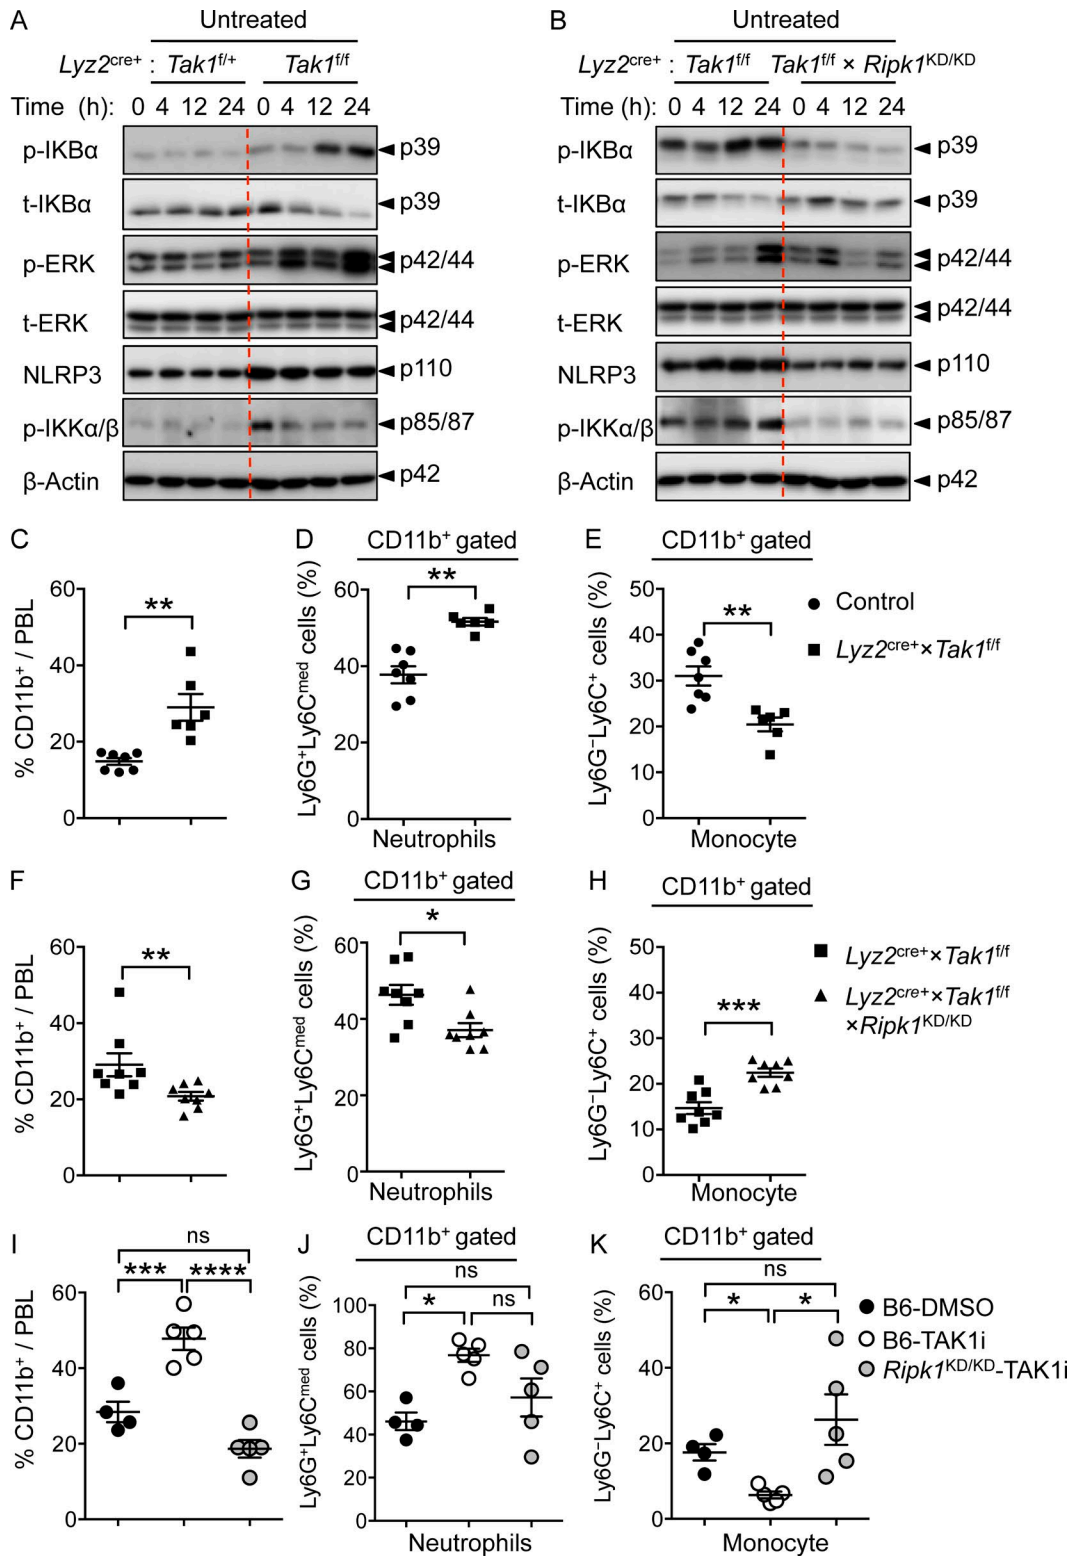 A
Untreated
Lyz2cre+ : Tak1f/+ Tak1f/f
Time (h): 0 4 12 24 0 4 12 24
p-IKBα p39
t-IKBα p39
p-ERK p42/44
t-ERK p42/44
NLRP3 p110
p-IKKα/β p85/87
β-Actin p42
B
Untreated
Lyz2cre+ : Tak1f/f Tak1f/f × Ripk1KD/KD
Time (h): 0 4 12 24 0 4 12 24
p-IKBα p39
t-IKBα p39
p-ERK p42/44
t-ERK p42/44
NLRP3 p110
p-IKKα/β p85/87
β-Actin p42
C
% CD11b+ / PBL
60
40
20
0
**
D
CD11b+ gated
Ly6G+Ly6Cmed cells (%)
60
40
20
0
**
Neutrophils
E
CD11b+ gated
Ly6G−Ly6C+ cells (%)
50
40
30
20
10
0
**
Monocyte
Control
Lyz2cre+×Tak1f/f
F
% CD11b+ / PBL
60
40
20
0
**
G
CD11b+ gated
Ly6G+Ly6Cmed cells (%)
60
40
20
0
*
Neutrophils
H
CD11b+ gated
Ly6G−Ly6C+ cells (%)
50
40
30
20
10
0
***
Monocyte
Lyz2cre+×Tak1f/f
Lyz2cre+×Tak1f/f
×Ripk1KD/KD
I
% CD11b+ / PBL
60
40
20
0
ns
*** ****
J
CD11b+ gated
Ly6G+Ly6Cmed cells (%)
100
80
60
40
20
0
ns
* ns
Neutrophils
K
CD11b+ gated
Ly6G−Ly6C+ cells (%)
60
40
20
0
ns
* *
Monocyte
B6-DMSO
B6-TAK1i
Ripk1KD/KD-TAK1i